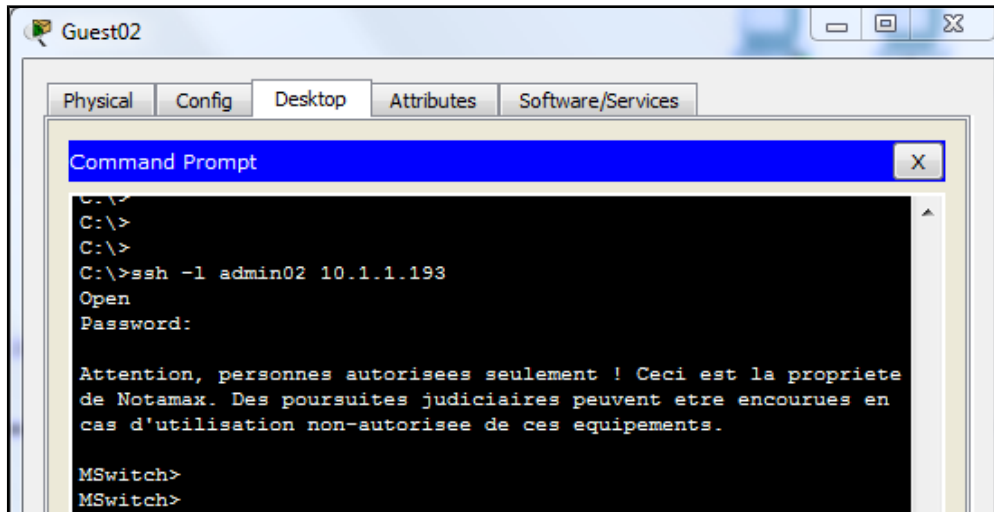 Guest02
Physical Config Desktop Attributes Software/Services
Command Prompt X
C:\>
C:\>
C:\>
C:\>ssh -l admin02 10.1.1.193
Open
Password:
Attention, personnes autorisees seulement ! Ceci est la propriete
de Notamax. Des poursuites judiciaires peuvent etre encourues en
cas d'utilisation non-autorisee de ces equipements.
MSwitch>
MSwitch>